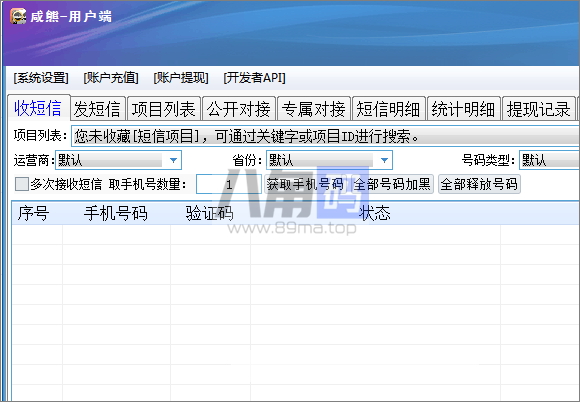 咸熊-用户端
[系统设置] [账户充值] [账户提现] [开发者API]
收短信 发短信 项目列表 公开对接 专属对接 短信明细 统计明细 提现记录
项目列表: 您未收藏[短信项目]，可通过关键字或项目ID进行搜索。
运营商: 默认 省份: 默认 号码类型: 默认
多次接收短信 取手机号数量: 1 获取手机号码 全部号码加黑 全部释放号码
序号 手机号码 验证码 状态
八角码
www.89ma.top